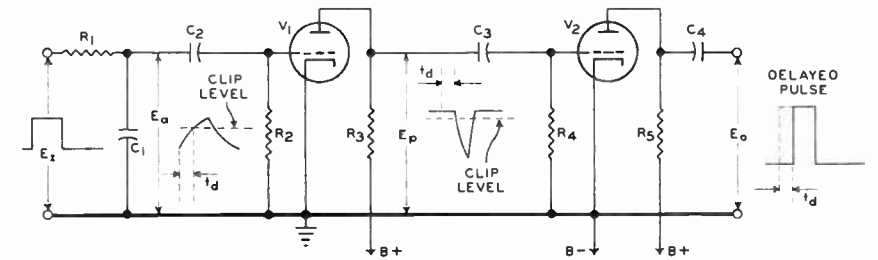 R1
C2
V1
C3
V2
C4
CLIP
LEVEL
td
DELAYED
PULSE
EI
C1
Ea
R2
R3
Ep
R4
R5
Eo
CLIP
LEVEL
td
td
B+
B-
B+